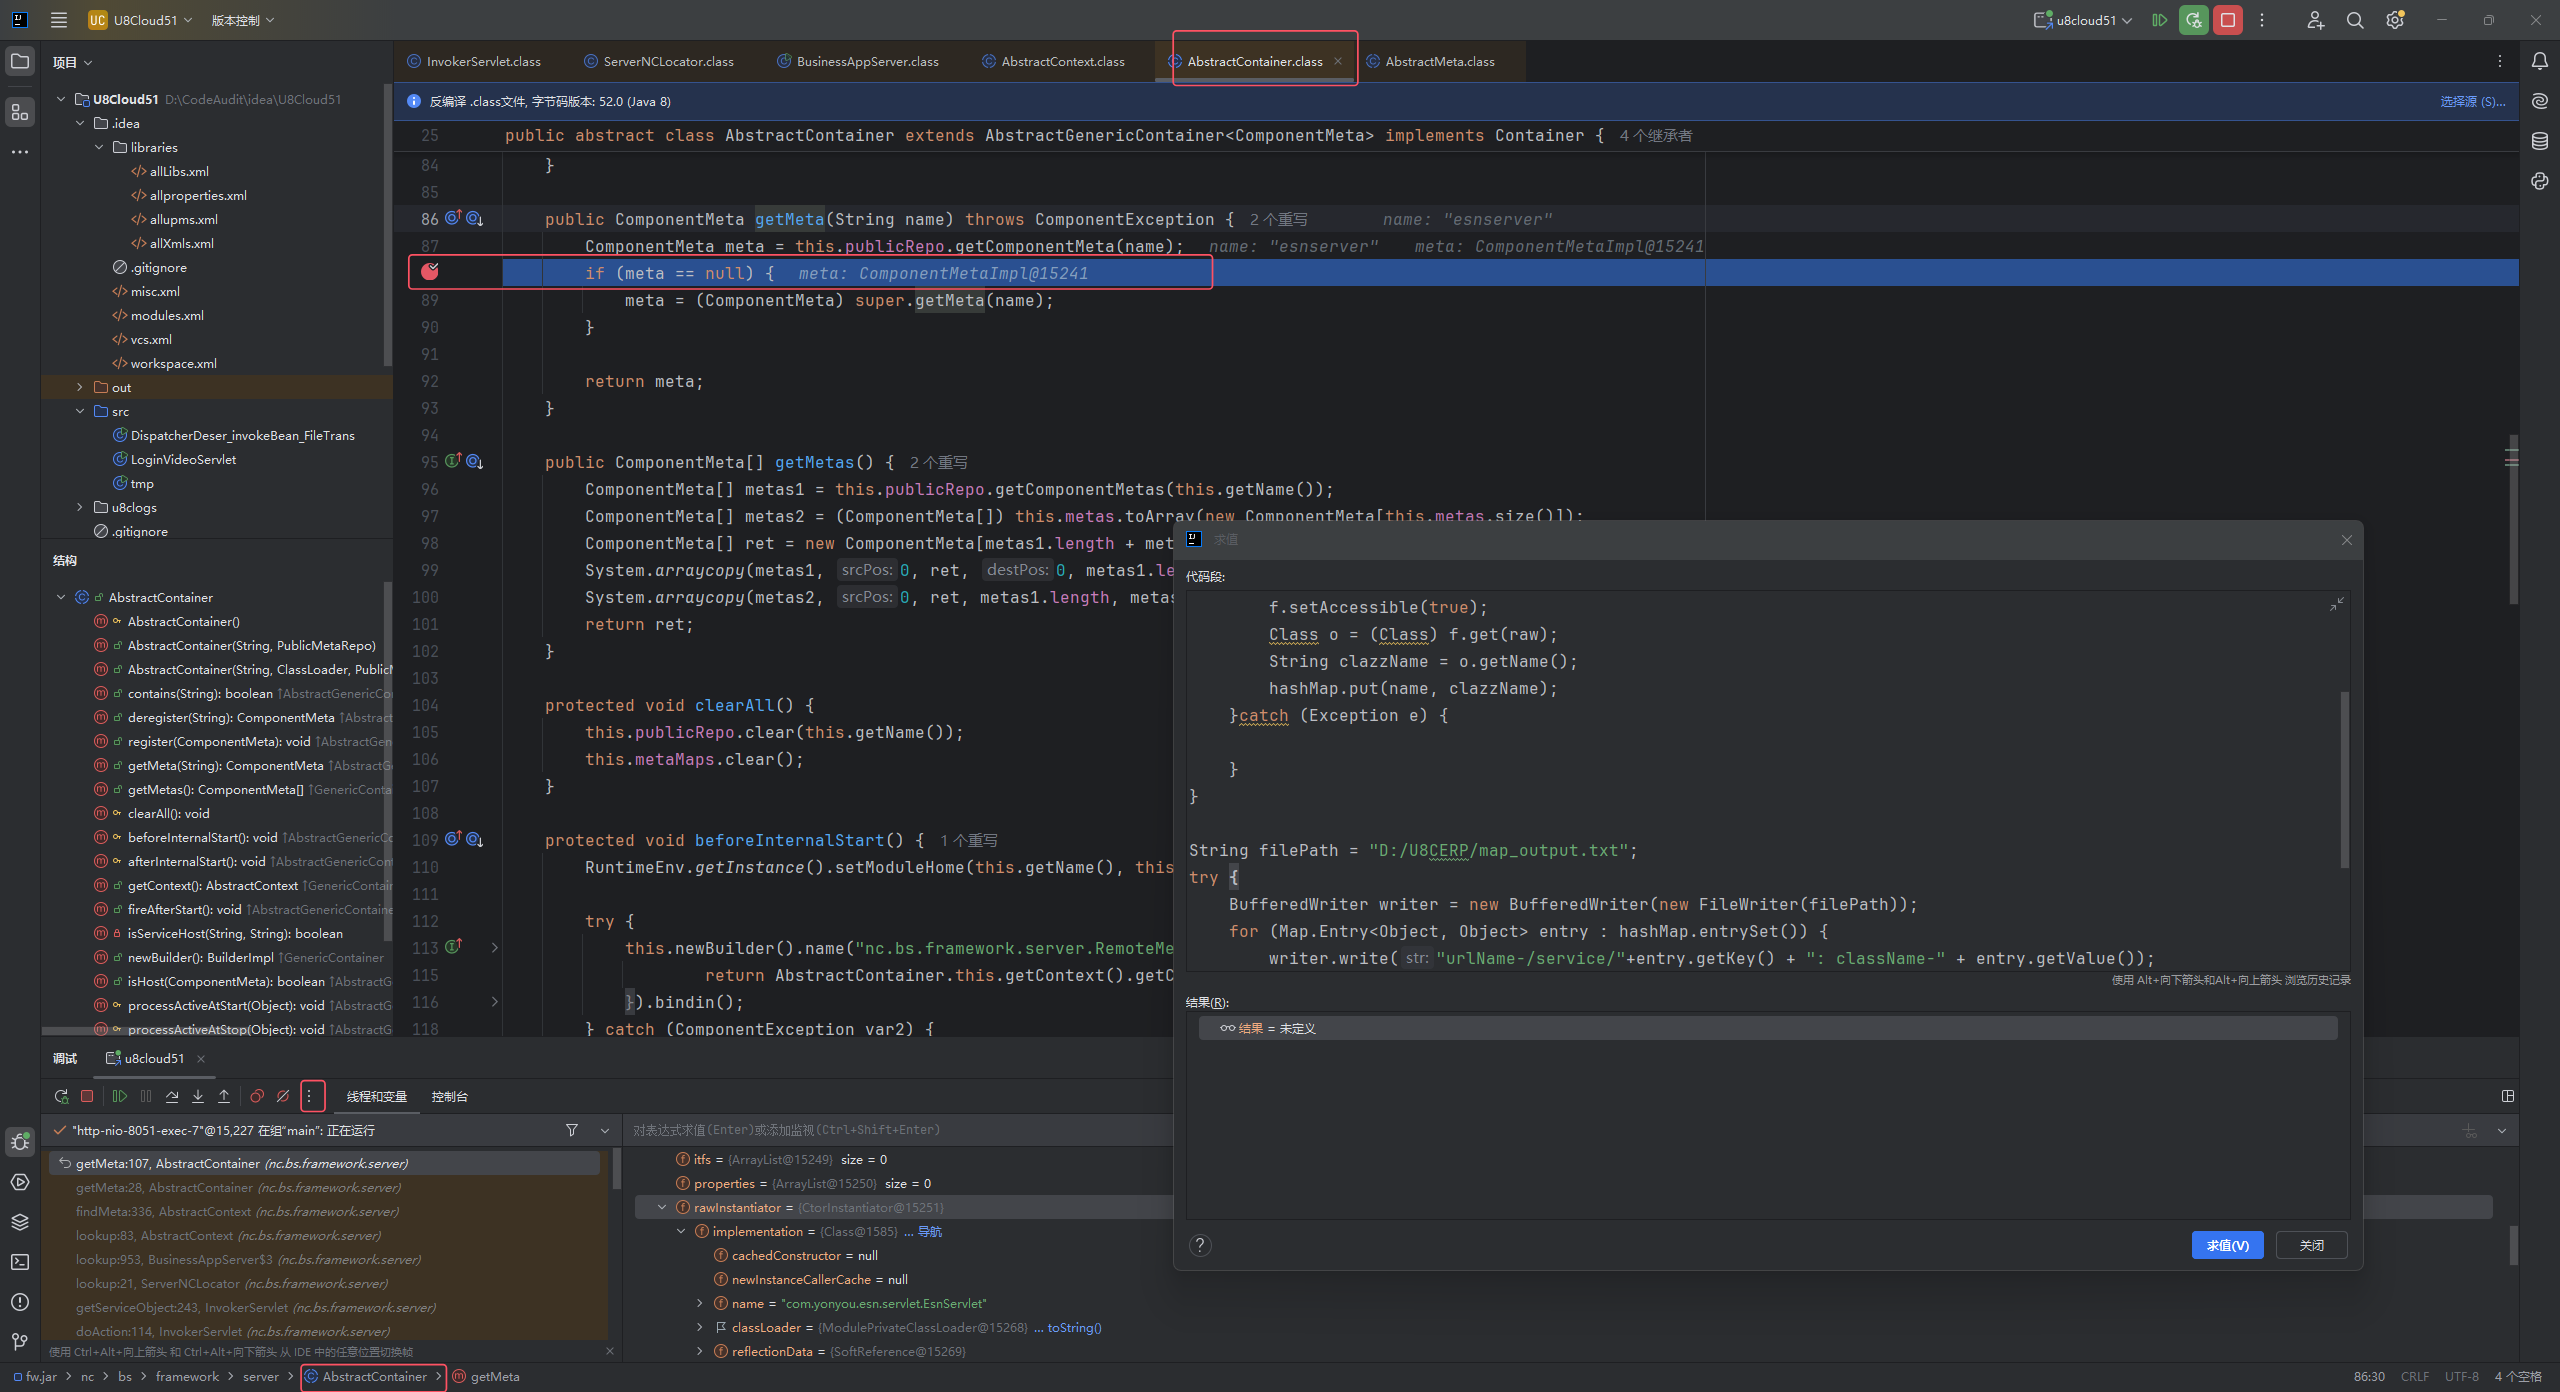 UC U8Cloud51 版本控制 u8cloud51
项目
U8Cloud51 D:\CodeAudit\idea\U8Cloud51
.idea
libraries
allLibs.xml
allproperties.xml
allupms.xml
allXmls.xml
.gitignore
misc.xml
modules.xml
vcs.xml
workspace.xml
out
src
DispatcherDeser_invokeBean_FileTrans
LoginVideoServlet
tmp
u8clogs
.gitignore
结构
AbstractContainer
AbstractContainer()
AbstractContainer(String, PublicMetaRepo)
AbstractContainer(String, ClassLoader, PublicM
contains(String): boolean ↑AbstractGenericCo
deregister(String): ComponentMeta ↑Abstract
register(ComponentMeta): void ↑AbstractGen
getMeta(String): ComponentMeta ↑AbstractG
getMetas(): ComponentMeta[] ↑GenericConta
clearAll(): void
beforeInternalStart(): void ↑AbstractGenericC
afterInternalStart(): void ↑AbstractGenericCon
getContext(): AbstractContext ↑GenericContai
fireAfterStart(): void ↑AbstractGenericContaine
isServiceHost(String, String): boolean
newBuilder(): BuilderImpl ↑GenericContainer
isHost(ComponentMeta): boolean ↑AbstractG
processActiveAtStart(Object): void ↑AbstractG
processActiveAtStop(Object): void ↑AbstractG
InvokerServlet.class ServerNCLocator.class BusinessAppServer.class AbstractContext.class AbstractContainer.class AbstractMeta.class
反编译 .class文件, 字节码版本: 52.0 (Java 8) 选择源 (S)...
25 public abstract class AbstractContainer extends AbstractGenericContainer<ComponentMeta> implements Container { 4 个继承者
84 }
85
86 public ComponentMeta getMeta(String name) throws ComponentException { 2 个重写 name: "esnserver"
87 ComponentMeta meta = this.publicRepo.getComponentMeta(name); name: "esnserver" meta: ComponentMetaImpl@15241
if (meta == null) { meta: ComponentMetaImpl@15241
89 meta = (ComponentMeta) super.getMeta(name);
90 }
91
92 return meta;
93 }
94
95 public ComponentMeta[] getMetas() { 2 个重写
96 ComponentMeta[] metas1 = this.publicRepo.getComponentMetas(this.getName());
97 ComponentMeta[] metas2 = (ComponentMeta[]) this.metas.toArray(new ComponentMeta[this.metas.size()]);
98 ComponentMeta[] ret = new ComponentMeta[metas1.length + met
99 System.arraycopy(metas1, srcPos: 0, ret, destPos: 0, metas1.le
100 System.arraycopy(metas2, srcPos: 0, ret, metas1.length, metas
101 return ret;
102 }
103
104 protected void clearAll() {
105 this.publicRepo.clear(this.getName());
106 this.metaMaps.clear();
107 }
108
109 protected void beforeInternalStart() { 1 个重写
110 RuntimeEnv.getInstance().setModuleHome(this.getName(), this
111
112 try {
113 this.newBuilder().name("nc.bs.framework.server.RemoteMe
115 return AbstractContainer.this.getContext().getC
116 }).bindin();
118 } catch (ComponentException var2) {
求值
代码段:
f.setAccessible(true);
Class o = (Class) f.get(raw);
String clazzName = o.getName();
hashMap.put(name, clazzName);
}catch (Exception e) {
}
}
String filePath = "D:/U8CERP/map_output.txt";
try {
BufferedWriter writer = new BufferedWriter(new FileWriter(filePath));
for (Map.Entry<Object, Object> entry : hashMap.entrySet()) {
writer.write( str: "urlName-/service/"+entry.getKey() + ": className-" + entry.getValue());
使用 Alt+向下箭头和Alt+向上箭头 浏览历史记录
结果(R):
结果 = 未定义
求值(V) 关闭
调试 u8cloud51
线程和变量 控制台
"http-nio-8051-exec-7"@15,227 在组"main": 正在运行
getMeta:107, AbstractContainer (nc.bs.framework.server)
getMeta:28, AbstractContainer (nc.bs.framework.server)
findMeta:336, AbstractContext (nc.bs.framework.server)
lookup:83, AbstractContext (nc.bs.framework.server)
lookup:953, BusinessAppServer$3 (nc.bs.framework.server)
lookup:21, ServerNCLocator (nc.bs.framework.server)
getServiceObject:243, InvokerServlet (nc.bs.framework.server)
doAction:114, InvokerServlet (nc.bs.framework.server)
使用 Ctrl+Alt+向上箭头 和 Ctrl+Alt+向下箭头 从 IDE 中的任意位置切换帧
对表达式求值(Enter)或添加监视(Ctrl+Shift+Enter)
itfs = {ArrayList@15249} size = 0
properties = {ArrayList@15250} size = 0
rawInstantiator = {CtorInstantiator@15251}
implementation = {Class@1585} ... 导航
cachedConstructor = null
newInstanceCallerCache = null
name = "com.yonyou.esn.servlet.EsnServlet"
classLoader = {ModulePrivateClassLoader@15268} ... toString()
reflectionData = {SoftReference@15269}
fw.jar > nc > bs > framework > server > AbstractContainer > getMeta
86:30 CRLF UTF-8 4 个空格